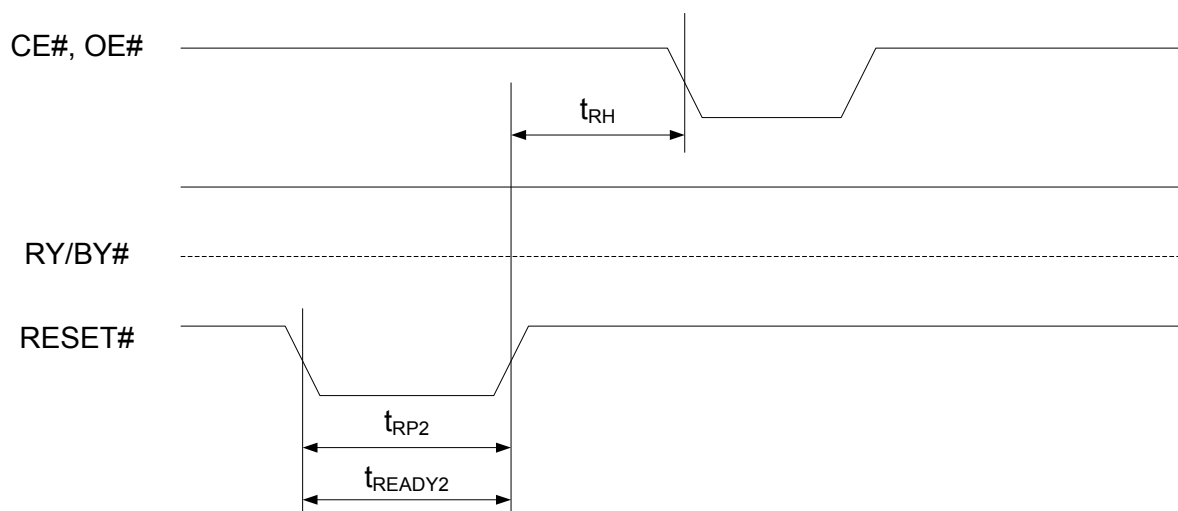 CE#, OE#
tRH
RY/BY#
RESET#
tRP2
tREADY2